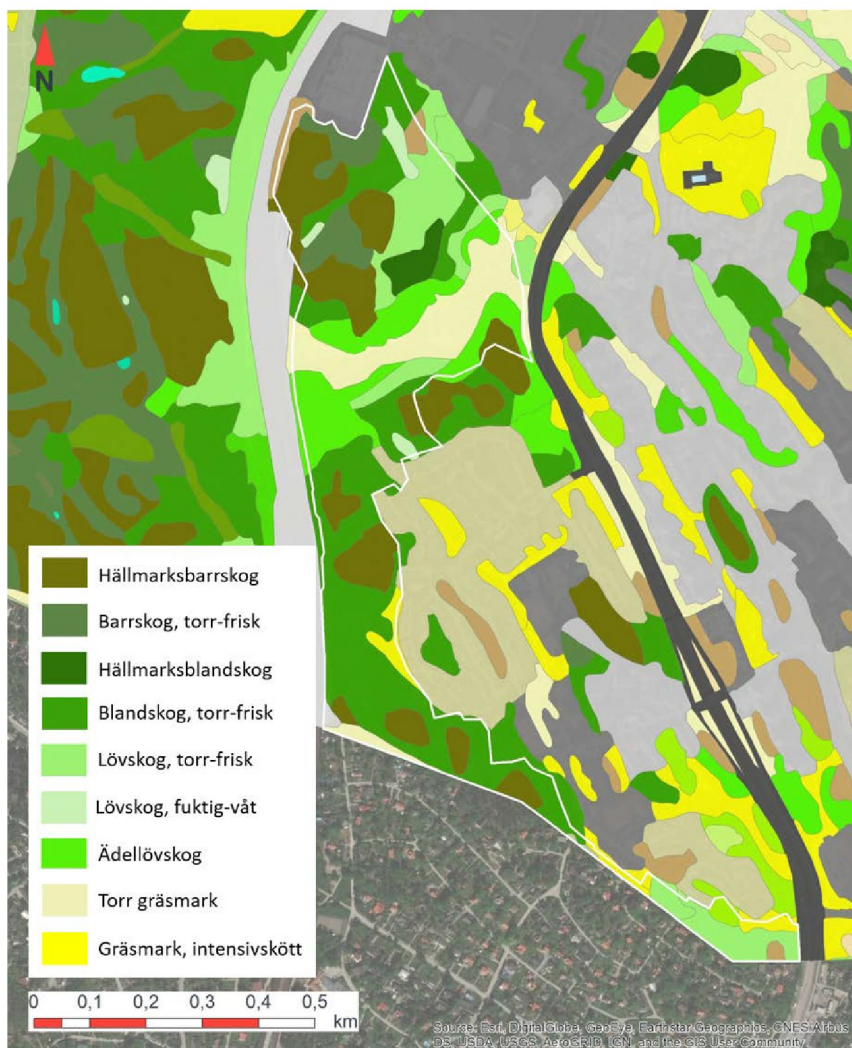 N
Hällmarksbarrskog
Barrskog, torr-frisk
Hällmarksblandskog
Blandskog, torr-frisk
Lövskog, torr-frisk
Lövskog, fuktig-våt
Ädellövskog
Torr gräsmark
Gräsmark, intensivskött
0 0,1 0,2 0,3 0,4 0,5
km
Source: Esri, DigitalGlobe, GeoEye, Earthstar Geographics, CNES/Airbus
DS, USDA, USGS, AeroGRID, IGN, and the GIS User Community